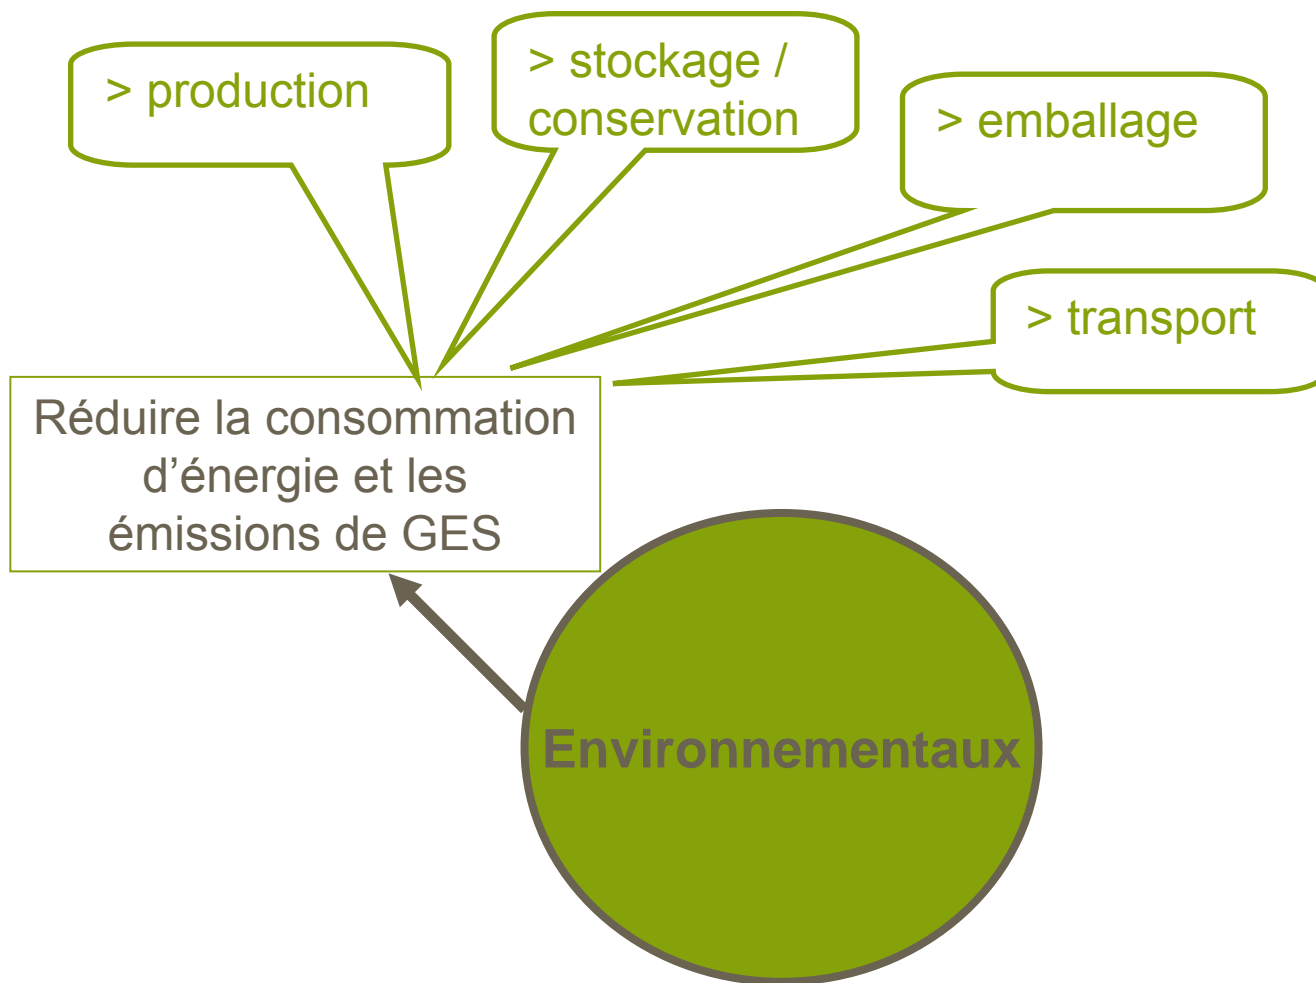 > production
> stockage /
conservation
> emballage
> transport
Réduire la consommation
d’énergie et les
émissions de GES
Environnementaux